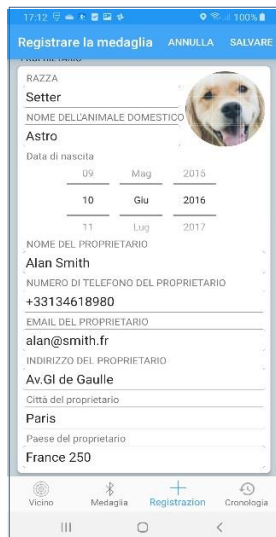 17:12
100%
Registrare la medaglia ANNULLA SALVARE
RAZZA
Setter
NOME DELL'ANIMALE DOMESTICO
Astro
Data di nascita
09 Mag 2015
10 Giu 2016
11 Lug 2017
NOME DEL PROPRIETARIO
Alan Smith
NUMERO DI TELEFONO DEL PROPRIETARIO
+33134618980
EMAIL DEL PROPRIETARIO
alan@smith.fr
INDIRIZZO DEL PROPRIETARIO
Av.Gl de Gaulle
Città del proprietario
Paris
Paese del proprietario
France 250
Vicino Medaglia Registrazion Cronologia